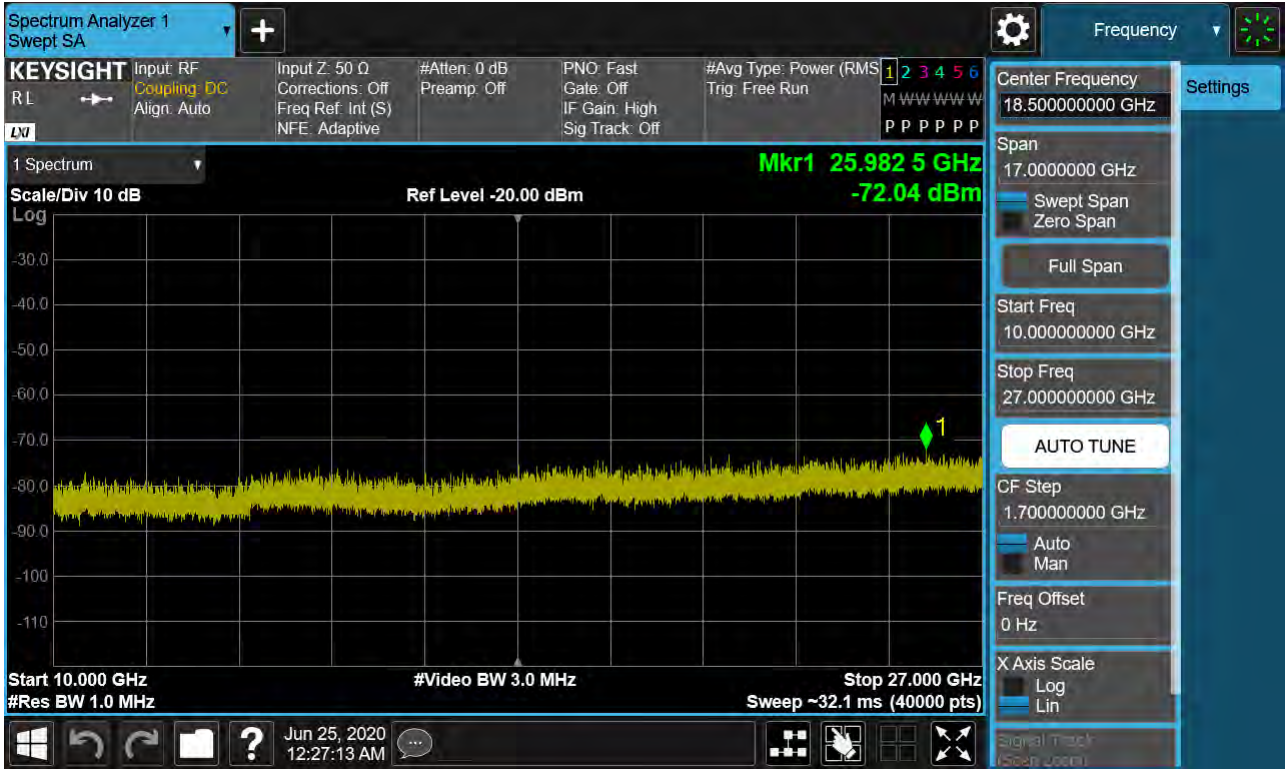 Spectrum Analyzer 1
Swept SA
+
Frequency
KEYSIGHT
RL
LXI
Input: RF
Coupling: DC
Align: Auto
Input Z: 50 Ω
Corrections: Off
Freq Ref: Int (S)
NFE: Adaptive
#Atten: 0 dB
Preamp: Off
PNO: Fast
Gate: Off
IF Gain: High
Sig Track: Off
#Avg Type: Power (RMS
Trig: Free Run
1 2 3 4 5 6
M W W W W W
P P P P P P
1 Spectrum
Mkr1 25.982 5 GHz
Scale/Div 10 dB
Ref Level -20.00 dBm
-72.04 dBm
Log
-30.0
-40.0
-50.0
-60.0
-70.0
-80.0
-90.0
-100
-110
1
Start 10.000 GHz
#Video BW 3.0 MHz
Stop 27.000 GHz
#Res BW 1.0 MHz
Sweep ~32.1 ms (40000 pts)
Center Frequency
18.500000000 GHz
Settings
Span
17.0000000 GHz
Swept Span
Zero Span
Full Span
Start Freq
10.000000000 GHz
Stop Freq
27.000000000 GHz
AUTO TUNE
CF Step
1.700000000 GHz
Auto
Man
Freq Offset
0 Hz
X Axis Scale
Log
Lin
Signal Track
(Span Zoom)
?
Jun 25, 2020
12:27:13 AM